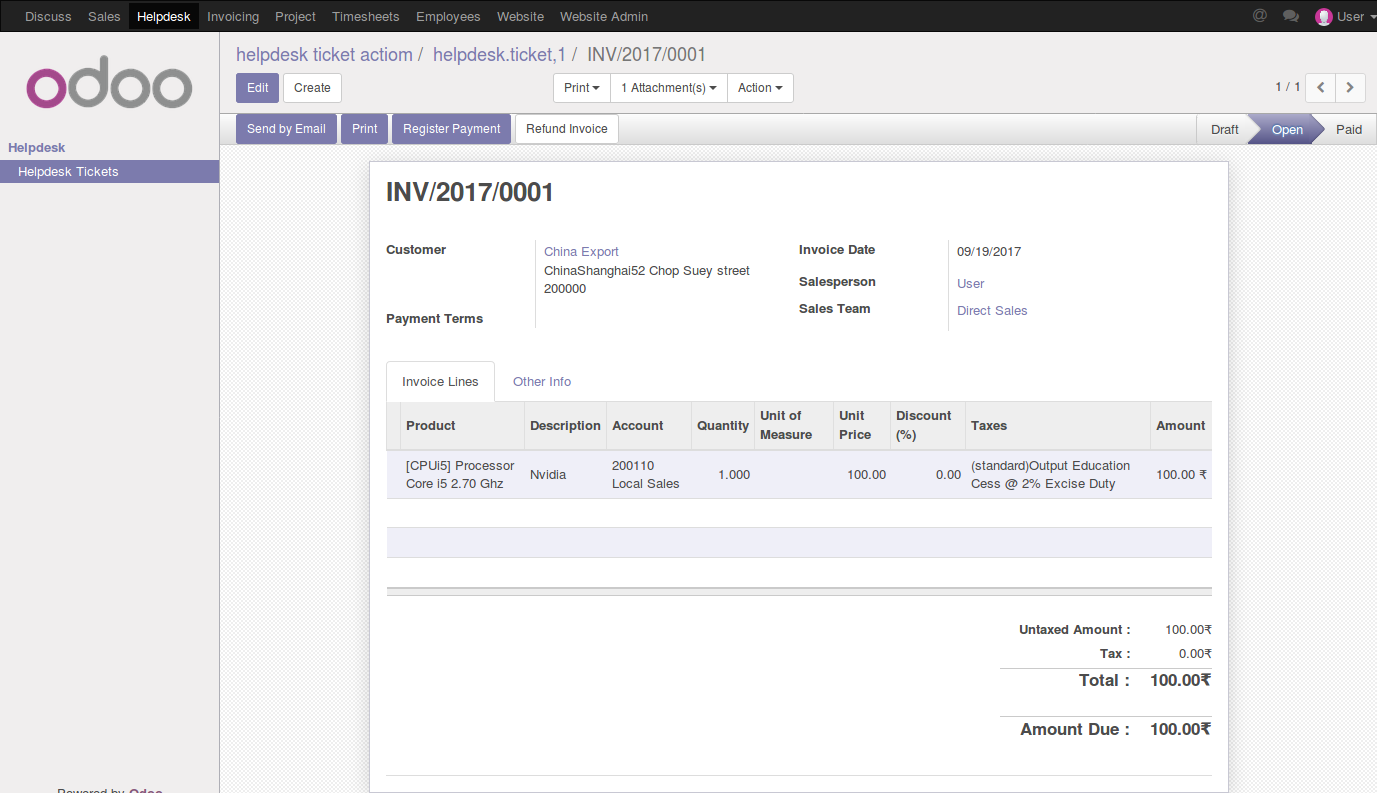 Discuss Sales Helpdesk Invoicing Project Timesheets Employees Website Website Admin @ User
odoo
helpdesk ticket actiom / helpdesk.ticket,1 / INV/2017/0001
Edit Create Print 1 Attachment(s) Action 1 / 1
Send by Email Print Register Payment Refund Invoice Draft Open Paid
Helpdesk
Helpdesk Tickets
INV/2017/0001
Customer China Export
ChinaShanghai52 Chop Suey street
200000
Payment Terms
Invoice Date 09/19/2017
Salesperson User
Sales Team Direct Sales
Invoice Lines Other Info
Product Description Account Quantity Unit of Measure Unit Price Discount (%) Taxes Amount
[CPUi5] Processor Core i5 2.70 Ghz Nvidia 200110 Local Sales 1.000 100.00 0.00 (standard)Output Education Cess @ 2% Excise Duty 100.00 ₹
Untaxed Amount : 100.00₹
Tax : 0.00₹
Total : 100.00₹
Amount Due : 100.00₹
Powered by Odoo